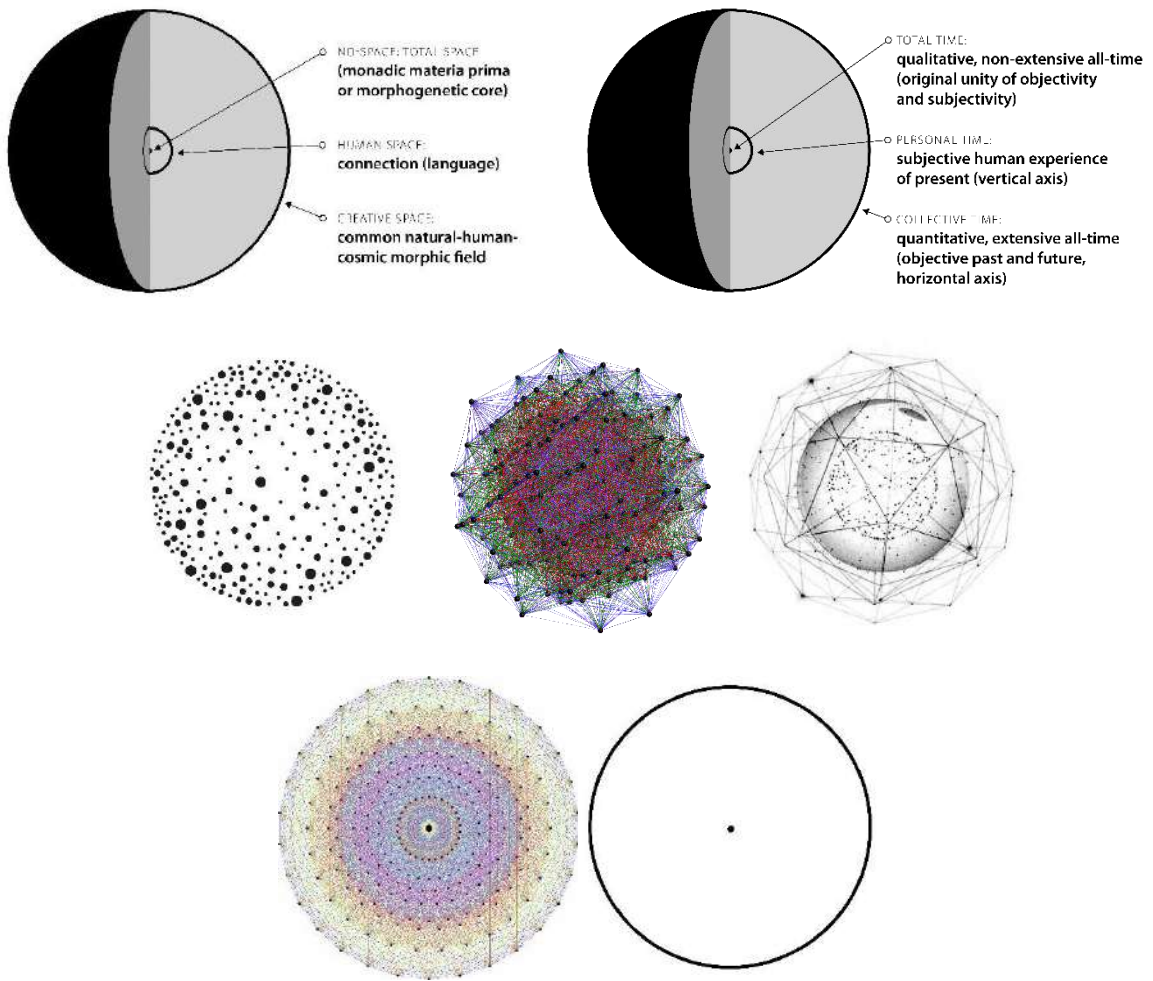 NO-SPACE: TOTAL SPACE
(monadic materia prima
or morphogenetic core)
HUMAN SPACE:
connection (language)
CREATIVE SPACE:
common natural-human-
cosmic morphic field
TOTAL TIME:
qualitative, non-extensive all-time
(original unity of objectivity
and subjectivity)
PERSONAL TIME:
subjective human experience
of present (vertical axis)
COLLECTIVE TIME:
quantitative, extensive all-time
(objective past and future,
horizontal axis)